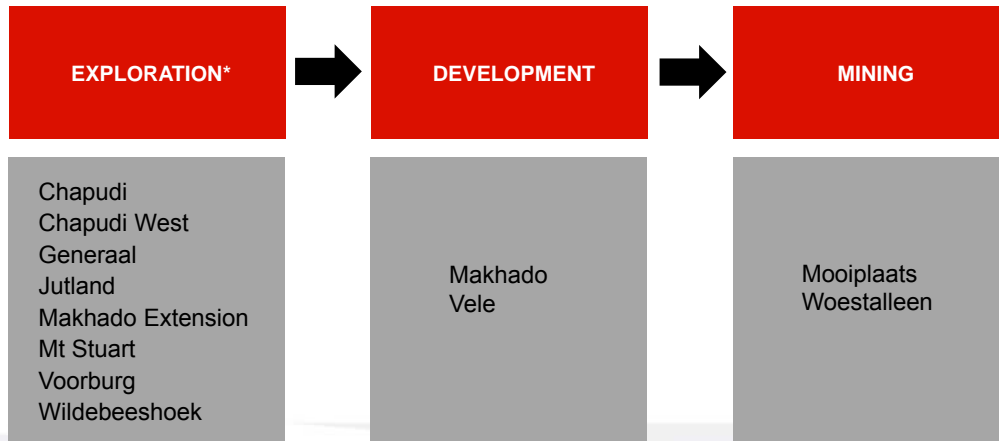 EXPLORATION*
DEVELOPMENT
MINING
Chapudi
Chapudi West
Generaal
Jutland
Makhado Extension
Mt Stuart
Voorburg
Wildebeeshoek
Makhado
Vele
Mooiplaats
Woestalleen